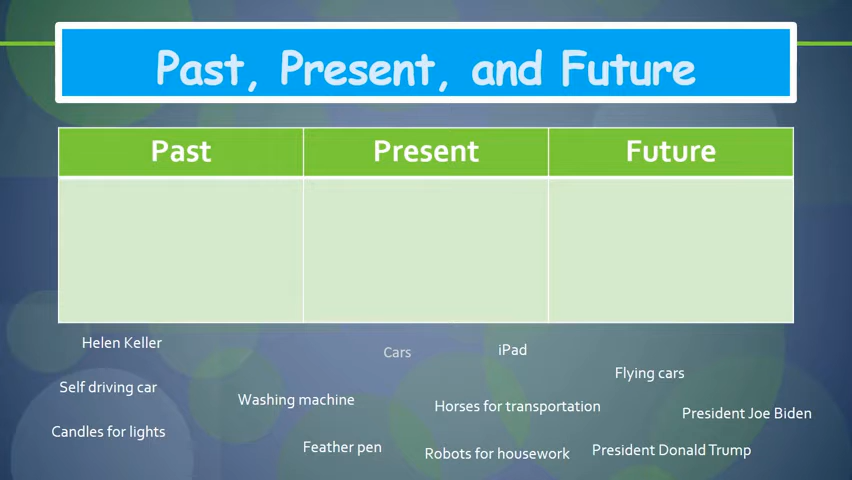 Past, Present, and Future
Past
Present
Future
Helen Keller
Cars
iPad
Flying cars
Self driving car
Washing machine
Horses for transportation
President Joe Biden
Candles for lights
Feather pen
Robots for housework
President Donald Trump